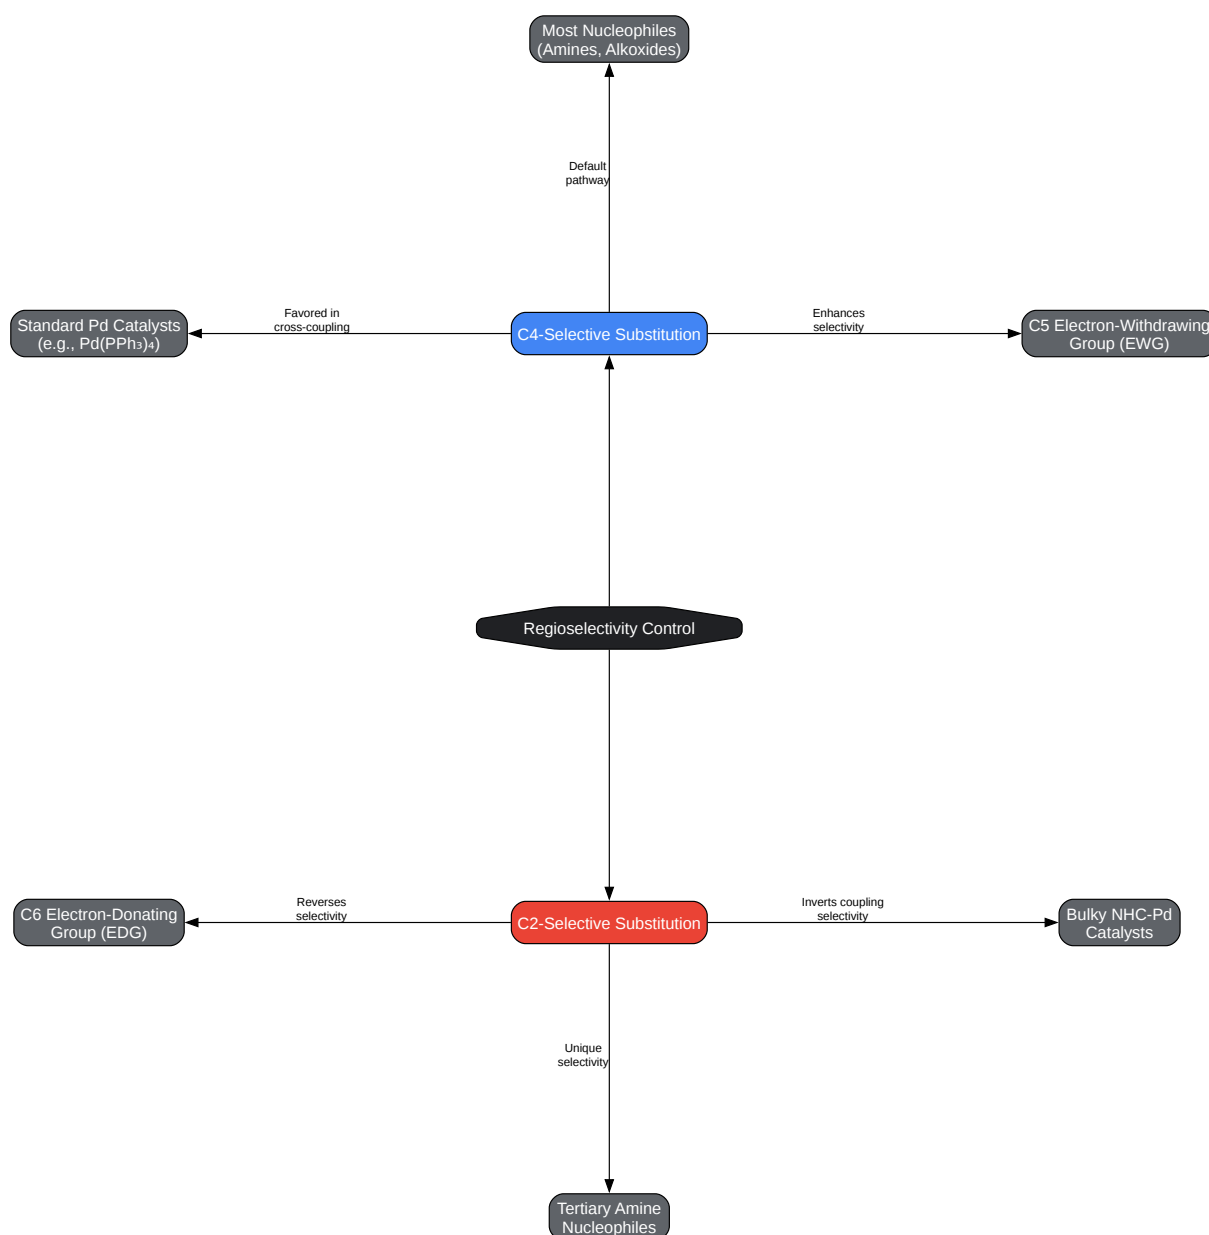 Most Nucleophiles
(Amines, Alkoxides)
Default
pathway
Standard Pd Catalysts
(e.g., Pd(PPh₃)₄)
Favored in
cross-coupling
C4-Selective Substitution
Enhances
selectivity
C5 Electron-Withdrawing
Group (EWG)
Regioselectivity Control
C6 Electron-Donating
Group (EDG)
Reverses
selectivity
C2-Selective Substitution
Inverts coupling
selectivity
Bulky NHC-Pd
Catalysts
Unique
selectivity
Tertiary Amine
Nucleophiles